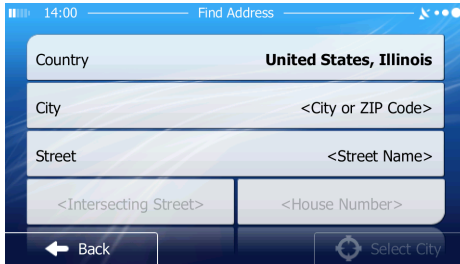 14:00 Find Address
Country United States, Illinois
City <City or ZIP Code>
Street <Street Name>
<Intersecting Street> <House Number>
Back Select City